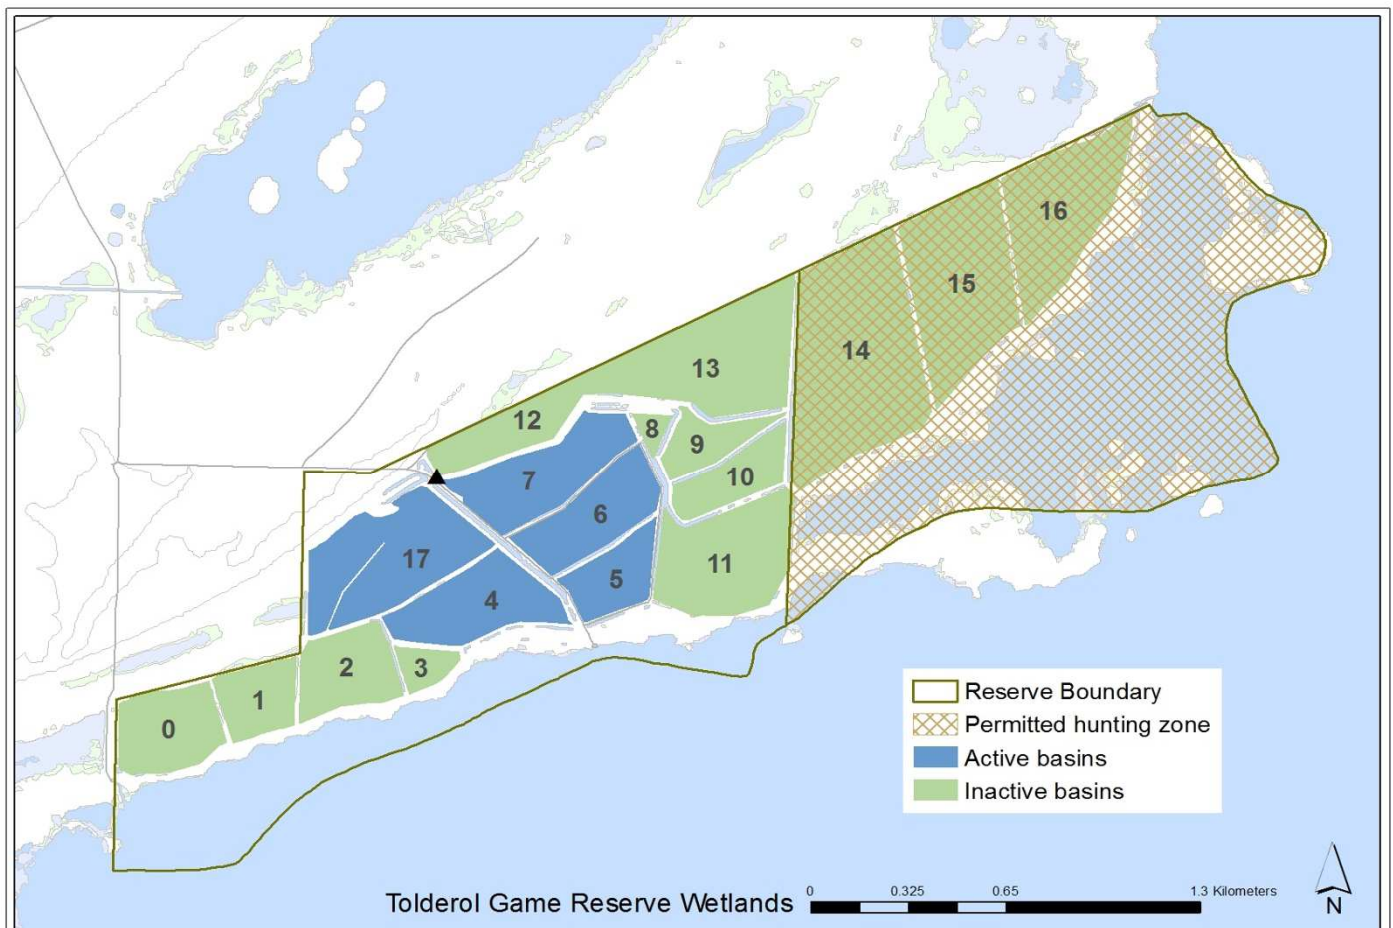 16
15
14
13
12
8
9
7
10
6
17
11
5
4
3
2
1
0
Reserve Boundary
Permitted hunting zone
Active basins
Inactive basins
Tolderol Game Reserve Wetlands
0 0.325 0.65 1.3 Kilometers
N